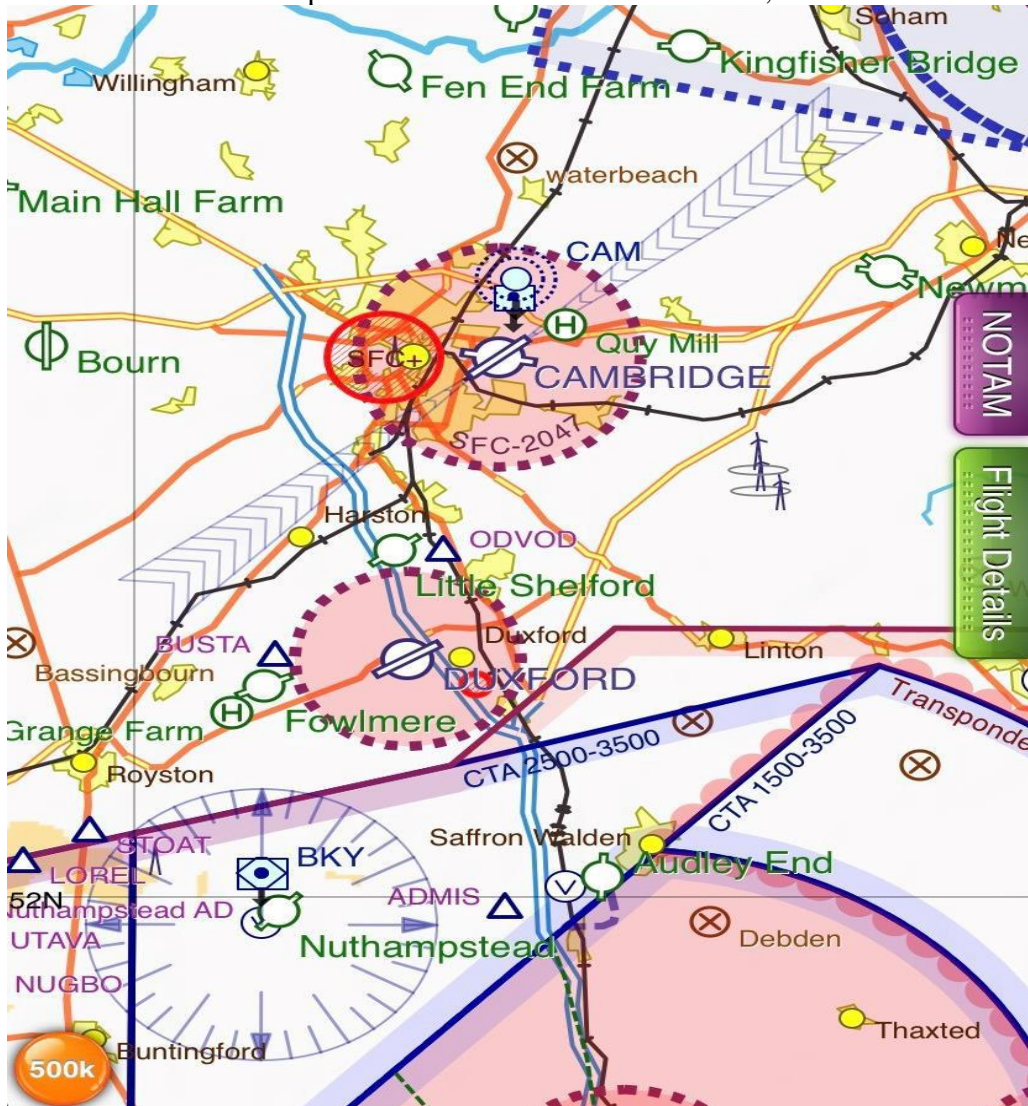 Soham
Willingham
Kingfisher Bridge
Fen End Farm
waterbeach
Main Hall Farm
CAM
Ne
Newm
NOTAM
H
Quy Mill
Bourn
SFC+
CAMBRIDGE
SFC-2047
Flight Details
Harston
ODVOD
Little Shelford
BUSTA
Duxford
Linton
Bassingbourn
DUXFORD
H
Fowlmere
Grange Farm
Transponde
CTA 2500-3500
CTA 1500-3500
Royston
Saffron Walden
STOAT
BKY
Audley End
LOREL
V
ADMIS
52N
Nuthampstead AD
V
Debden
UTAVA
Nuthampstead
NUGBO
Thaxted
Buntingford
500k